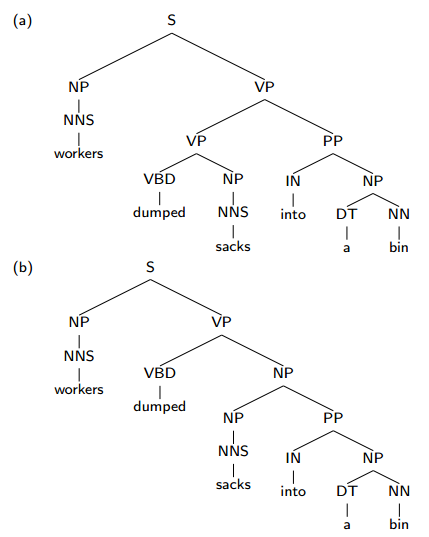 (a) S
NP VP
NNS VP PP
workers VBD NP IN NP
dumped NNS into DT NN
sacks a bin
(b) S
NP VP
NNS VBD NP
workers dumped NP PP
NNS IN NP
sacks into DT NN
a bin